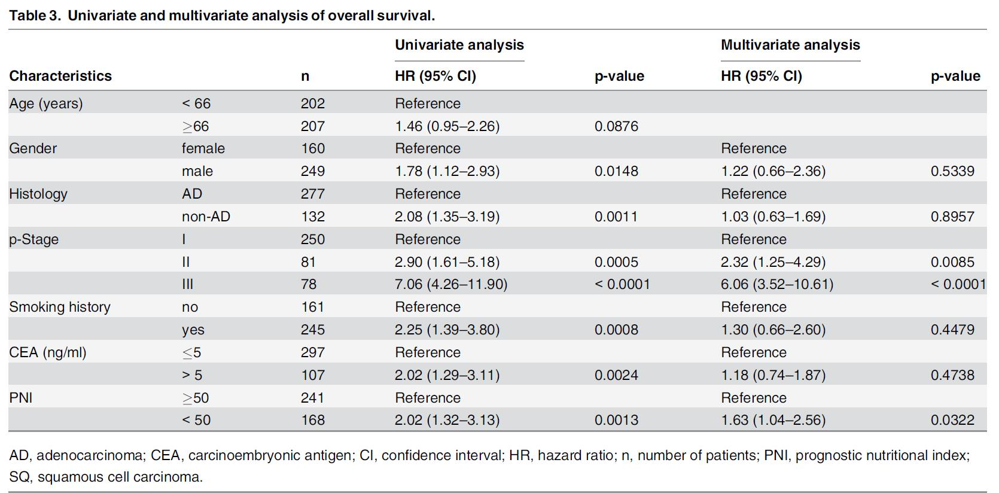 Table 3. Univariate and multivariate analysis of overall survival.
Univariate analysis Multivariate analysis
Characteristics n HR (95% CI) p-value HR (95% CI) p-value
Age (years) < 66 202 Reference
≥66 207 1.46 (0.95–2.26) 0.0876
Gender female 160 Reference Reference
male 249 1.78 (1.12–2.93) 0.0148 1.22 (0.66–2.36) 0.5339
Histology AD 277 Reference Reference
non-AD 132 2.08 (1.35–3.19) 0.0011 1.03 (0.63–1.69) 0.8957
p-Stage I 250 Reference Reference
II 81 2.90 (1.61–5.18) 0.0005 2.32 (1.25–4.29) 0.0085
III 78 7.06 (4.26–11.90) < 0.0001 6.06 (3.52–10.61) < 0.0001
Smoking history no 161 Reference Reference
yes 245 2.25 (1.39–3.80) 0.0008 1.30 (0.66–2.60) 0.4479
CEA (ng/ml) ≤5 297 Reference Reference
> 5 107 2.02 (1.29–3.11) 0.0024 1.18 (0.74–1.87) 0.4738
PNI ≥50 241 Reference Reference
< 50 168 2.02 (1.32–3.13) 0.0013 1.63 (1.04–2.56) 0.0322
AD, adenocarcinoma; CEA, carcinoembryonic antigen; CI, confidence interval; HR, hazard ratio; n, number of patients; PNI, prognostic nutritional index;
SQ, squamous cell carcinoma.